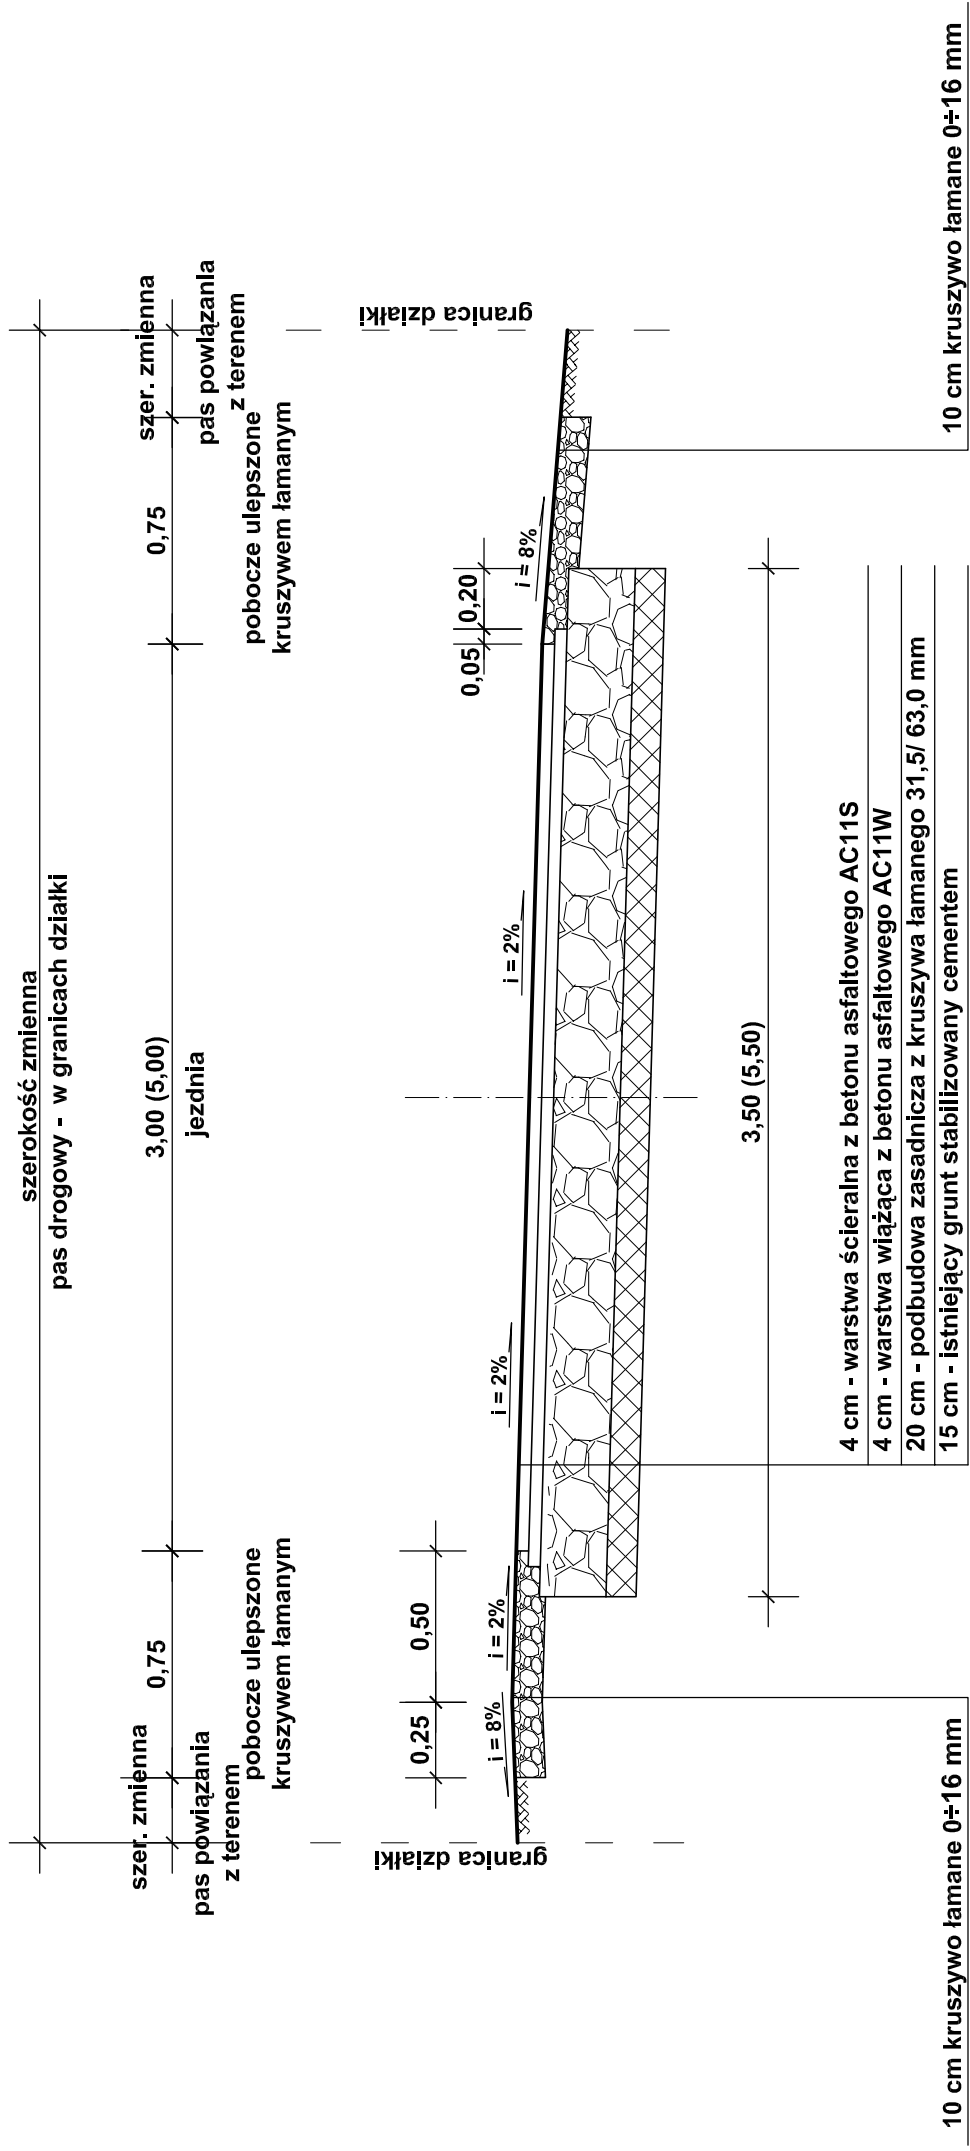 szerokość zmienna
pas drogowy - w granicach działki
szer. zmienna
0,75
3,00 (5,00)
0,75
szer. zmienna
pas powiązania
z terenem
pobocze ulepszone
kruszywem łamanym
jezdnia
pobocze ulepszone
kruszywem łamanym
pas powiązania
z terenem
granica działki
granica działki
0,25
0,50
0,05
0,20
i = 8%
i = 2%
i = 2%
i = 2%
i = 8%
3,50 (5,50)
4 cm - warstwa ścieralna z betonu asfaltowego AC11S
4 cm - warstwa wiążąca z betonu asfaltowego AC11W
20 cm - podbudowa zasadnicza z kruszywa łamanego 31,5/ 63,0 mm
15 cm - istniejący grunt stabilizowany cementem
10 cm kruszywo łamane 0÷16 mm
10 cm kruszywo łamane 0÷16 mm